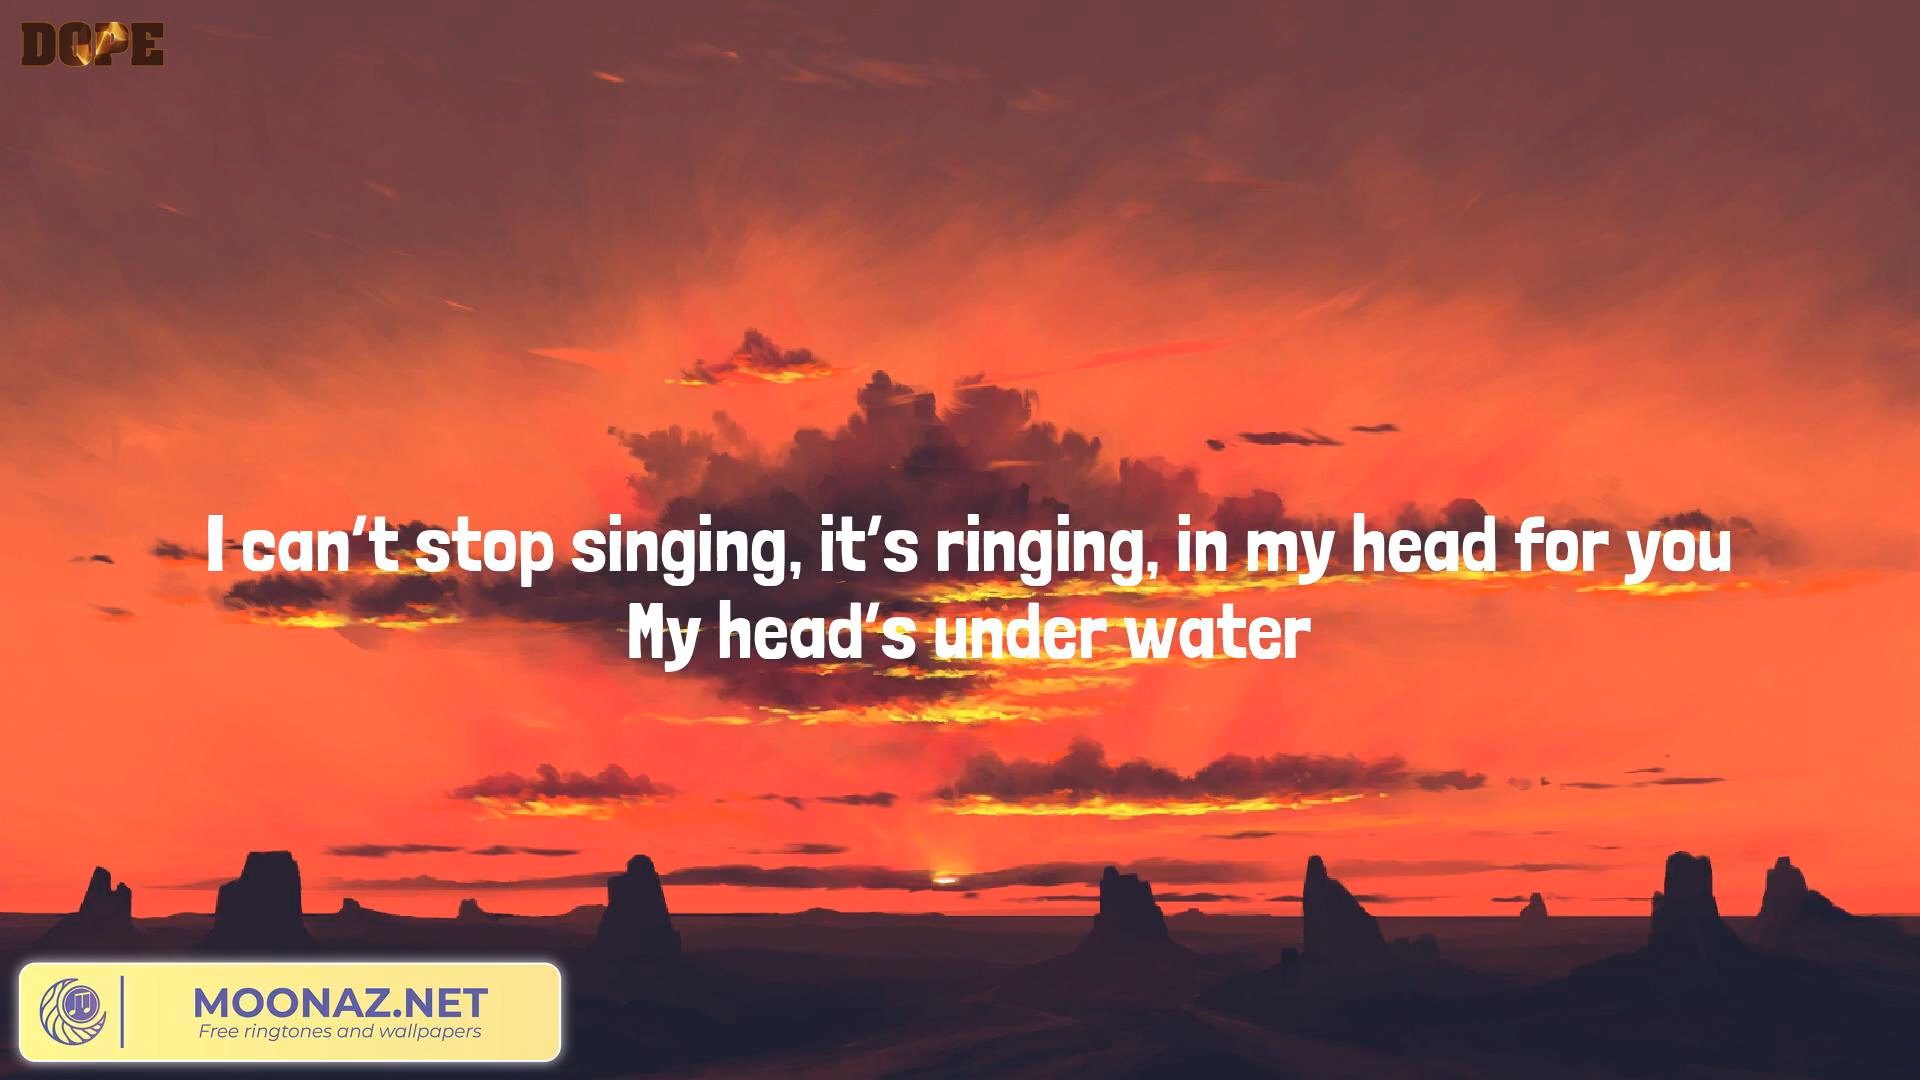 DOPE
I can't stop singing, it's ringing, in my head for you
My head's under water
MOONAZ.NET
Free ringtones and wallpapers